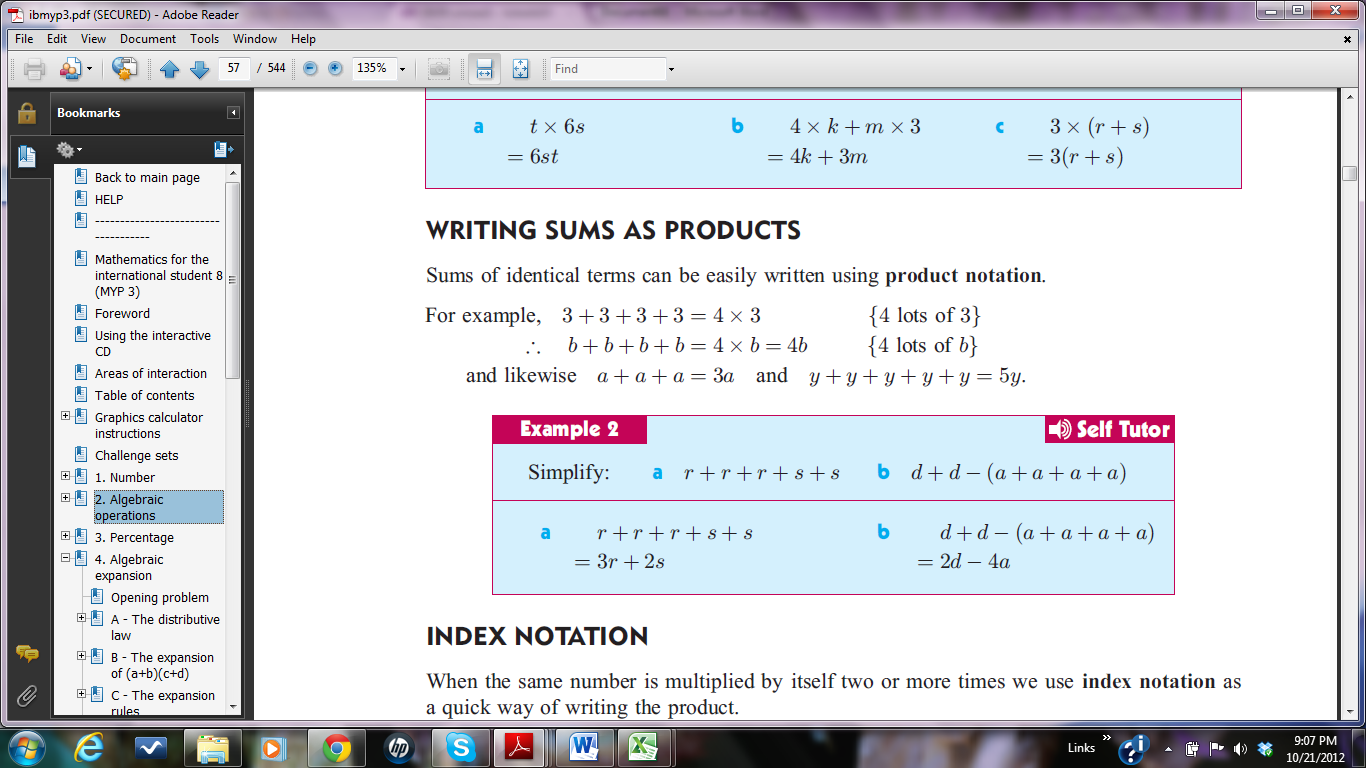 ibmyp3.pdf (SECURED) - Adobe Reader
File Edit View Document Tools Window Help
57 / 544 135% Find
Bookmarks
Back to main page
HELP
--------------------------------
--------
Mathematics for the
international student 8
(MYP 3)
Foreword
Using the interactive
CD
Areas of interaction
Table of contents
Graphics calculator
instructions
Challenge sets
1. Number
2. Algebraic
operations
3. Percentage
4. Algebraic
expansion
Opening problem
A - The distributive
law
B - The expansion
of (a+b)(c+d)
C - The expansion
rules
a t × 6s b 4 × k + m × 3 c 3 × (r + s)
= 6st = 4k + 3m = 3(r + s)
WRITING SUMS AS PRODUCTS
Sums of identical terms can be easily written using product notation.
For example, 3 + 3 + 3 + 3 = 4 × 3 {4 lots of 3}
∴ b + b + b + b = 4 × b = 4b {4 lots of b}
and likewise a + a + a = 3a and y + y + y + y + y = 5y.
Example 2 Self Tutor
Simplify: a r + r + r + s + s b d + d − (a + a + a + a)
a r + r + r + s + s b d + d − (a + a + a + a)
= 3r + 2s = 2d − 4a
INDEX NOTATION
When the same number is multiplied by itself two or more times we use index notation as
a quick way of writing the product.
Links 9:07 PM
10/21/2012